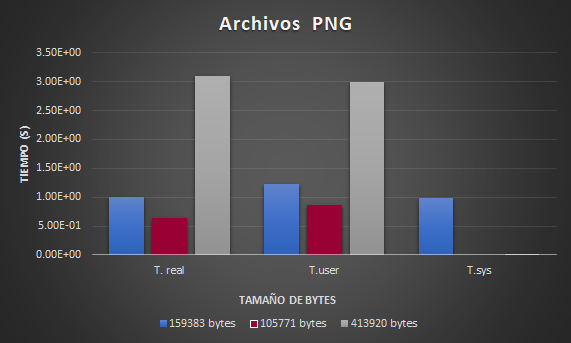 Archivos PNG
3.50E+00
3.00E+00
2.50E+00
2.00E+00
1.50E+00
1.00E+00
5.00E-01
0.00E+00
TIEMPO (S)
T. real T.user T.sys
TAMAÑO DE BYTES
159383 bytes 105771 bytes 413920 bytes